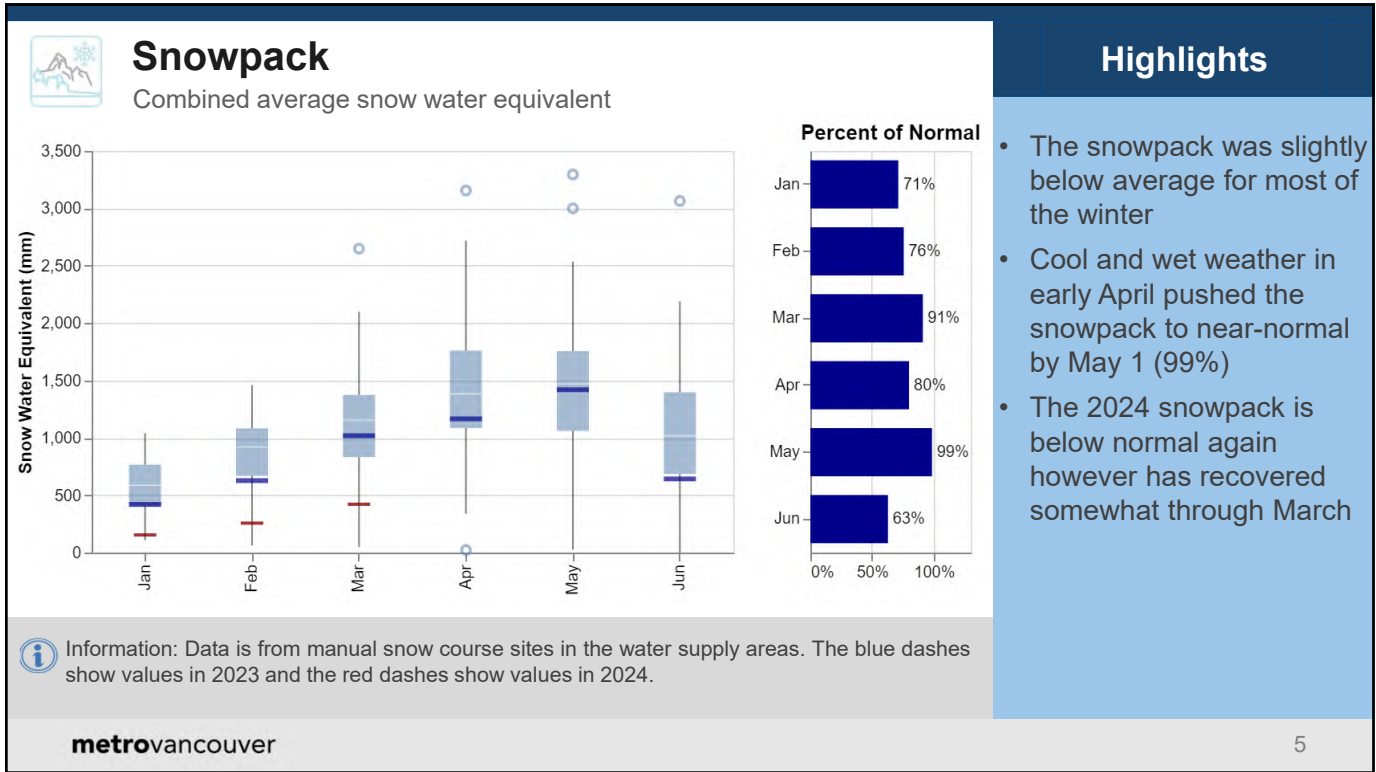 Snowpack
Combined average snow water equivalent
Snow Water Equivalent (mm)
3,500
3,000
2,500
2,000
1,500
1,000
500
0
Jan
Feb
Mar
Apr
May
Jun
Percent of Normal
Jan 71%
Feb 76%
Mar 91%
Apr 80%
May 99%
Jun 63%
0% 50% 100%
Information: Data is from manual snow course sites in the water supply areas. The blue dashes
show values in 2023 and the red dashes show values in 2024.
Highlights
• The snowpack was slightly
below average for most of
the winter
• Cool and wet weather in
early April pushed the
snowpack to near-normal
by May 1 (99%)
• The 2024 snowpack is
below normal again
however has recovered
somewhat through March
metrovancouver
5